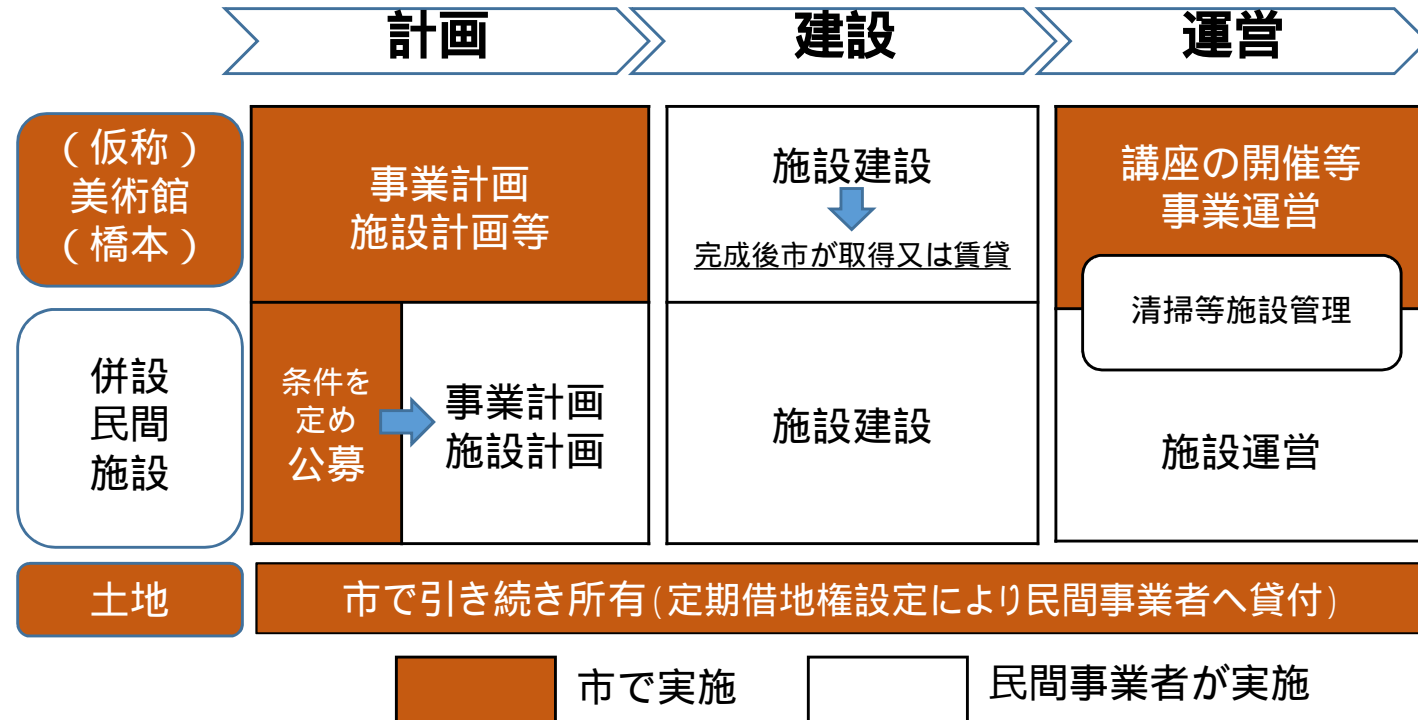 計画
建設
運営
（仮称）
美術館
（橋本）
事業計画
施設計画等
施設建設
完成後市が取得又は賃貸
講座の開催等
事業運営
清掃等施設管理
併設
民間
施設
条件を
定め
公募
事業計画
施設計画
施設建設
施設運営
土地
市で引き続き所有(定期借地権設定により民間事業者へ貸付)
市で実施
民間事業者が実施